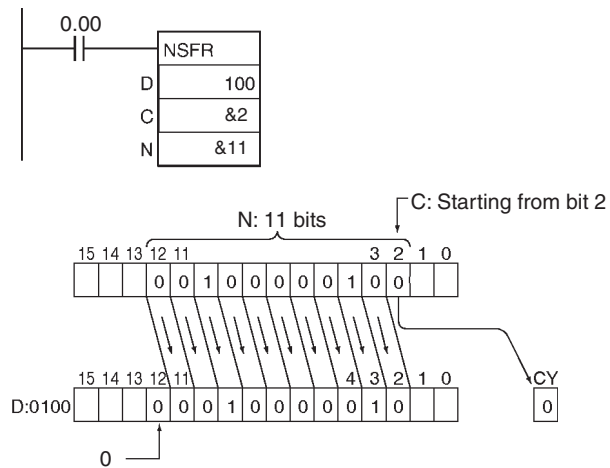 0.00
NSFR
D 100
C &2
N &11
C: Starting from bit 2
N: 11 bits
15 14 13 12 11 3 2 1 0
0 0 1 0 0 0 0 0 1 0 0
15 14 13 12 11 4 3 2 1 0 CY
D:0100 0 0 0 1 0 0 0 0 0 1 0 0
0